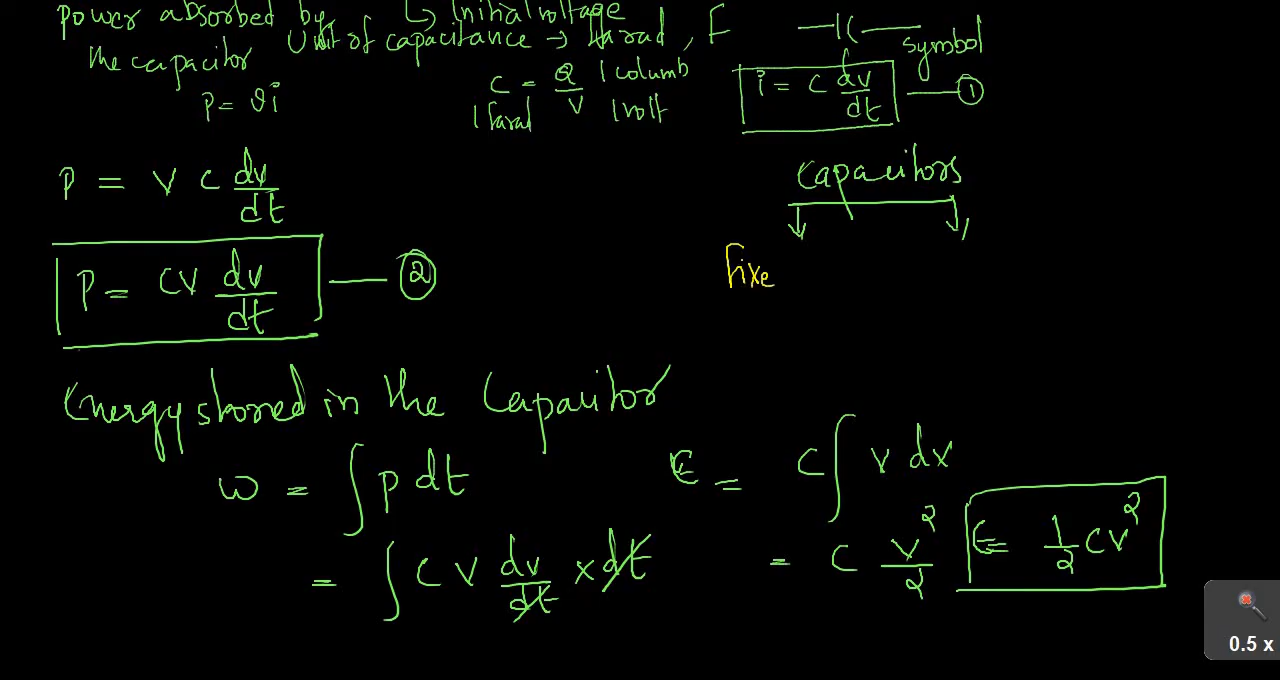 power absorbed by
the capacitor
P = vi
↳ Initial voltage
Unit of capacitance → Farad, F
C = Q/V
1 Farad
1 columb
1 volt
symbol
i = C dv/dt — ①
P = V C dv/dt
P = CV dv/dt — ②
Capacitors
Fixe
Energy stored in the Capacitor
W = ∫ P dt
= ∫ C V dv/dt × dt
E = C ∫ V dv
= C V²/2
E = 1/2 CV²
0.5 x